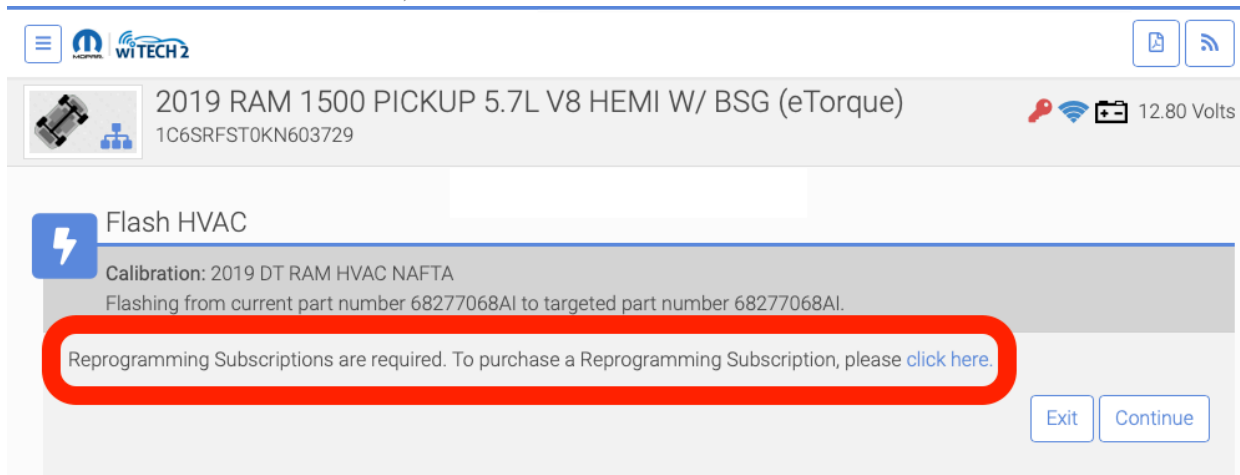 MOPAR. wiTECH 2
2019 RAM 1500 PICKUP 5.7L V8 HEMI W/ BSG (eTorque)
1C6SRFST0KN603729
12.80 Volts
Flash HVAC
Calibration: 2019 DT RAM HVAC NAFTA
Flashing from current part number 68277068AI to targeted part number 68277068AI.
Reprogramming Subscriptions are required. To purchase a Reprogramming Subscription, please click here.
Exit Continue